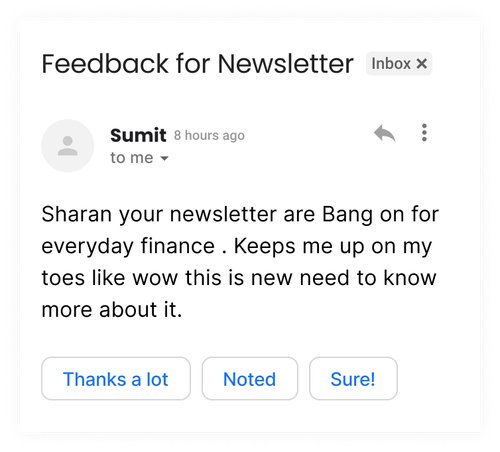 Feedback for Newsletter Inbox ×
Sumit 8 hours ago
to me
Sharan your newsletter are Bang on for
everyday finance . Keeps me up on my
toes like wow this is new need to know
more about it.
Thanks a lot Noted Sure!